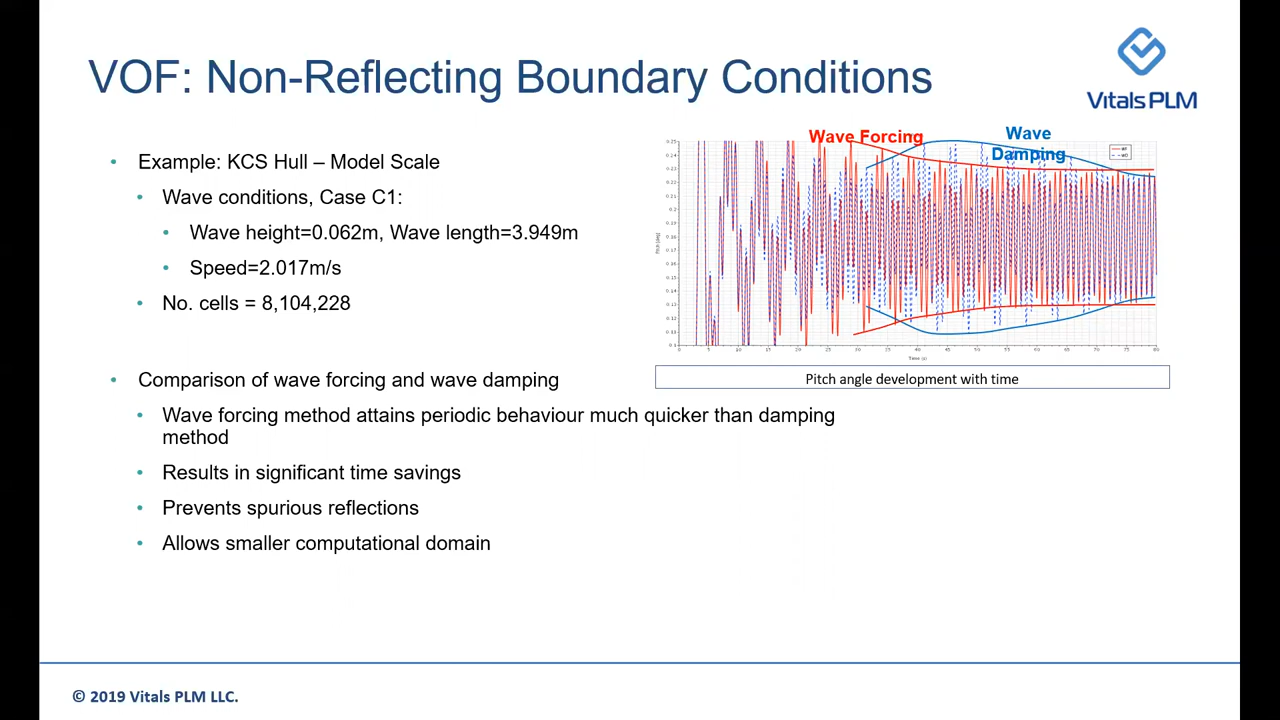 VOF: Non-Reflecting Boundary Conditions
Vitals PLM
• Example: KCS Hull – Model Scale
• Wave conditions, Case C1:
• Wave height=0.062m, Wave length=3.949m
• Speed=2.017m/s
• No. cells = 8,104,228
Wave Forcing
Wave
Damping
Time (s)
Pitch angle development with time
• Comparison of wave forcing and wave damping
• Wave forcing method attains periodic behaviour much quicker than damping
method
• Results in significant time savings
• Prevents spurious reflections
• Allows smaller computational domain
© 2019 Vitals PLM LLC.